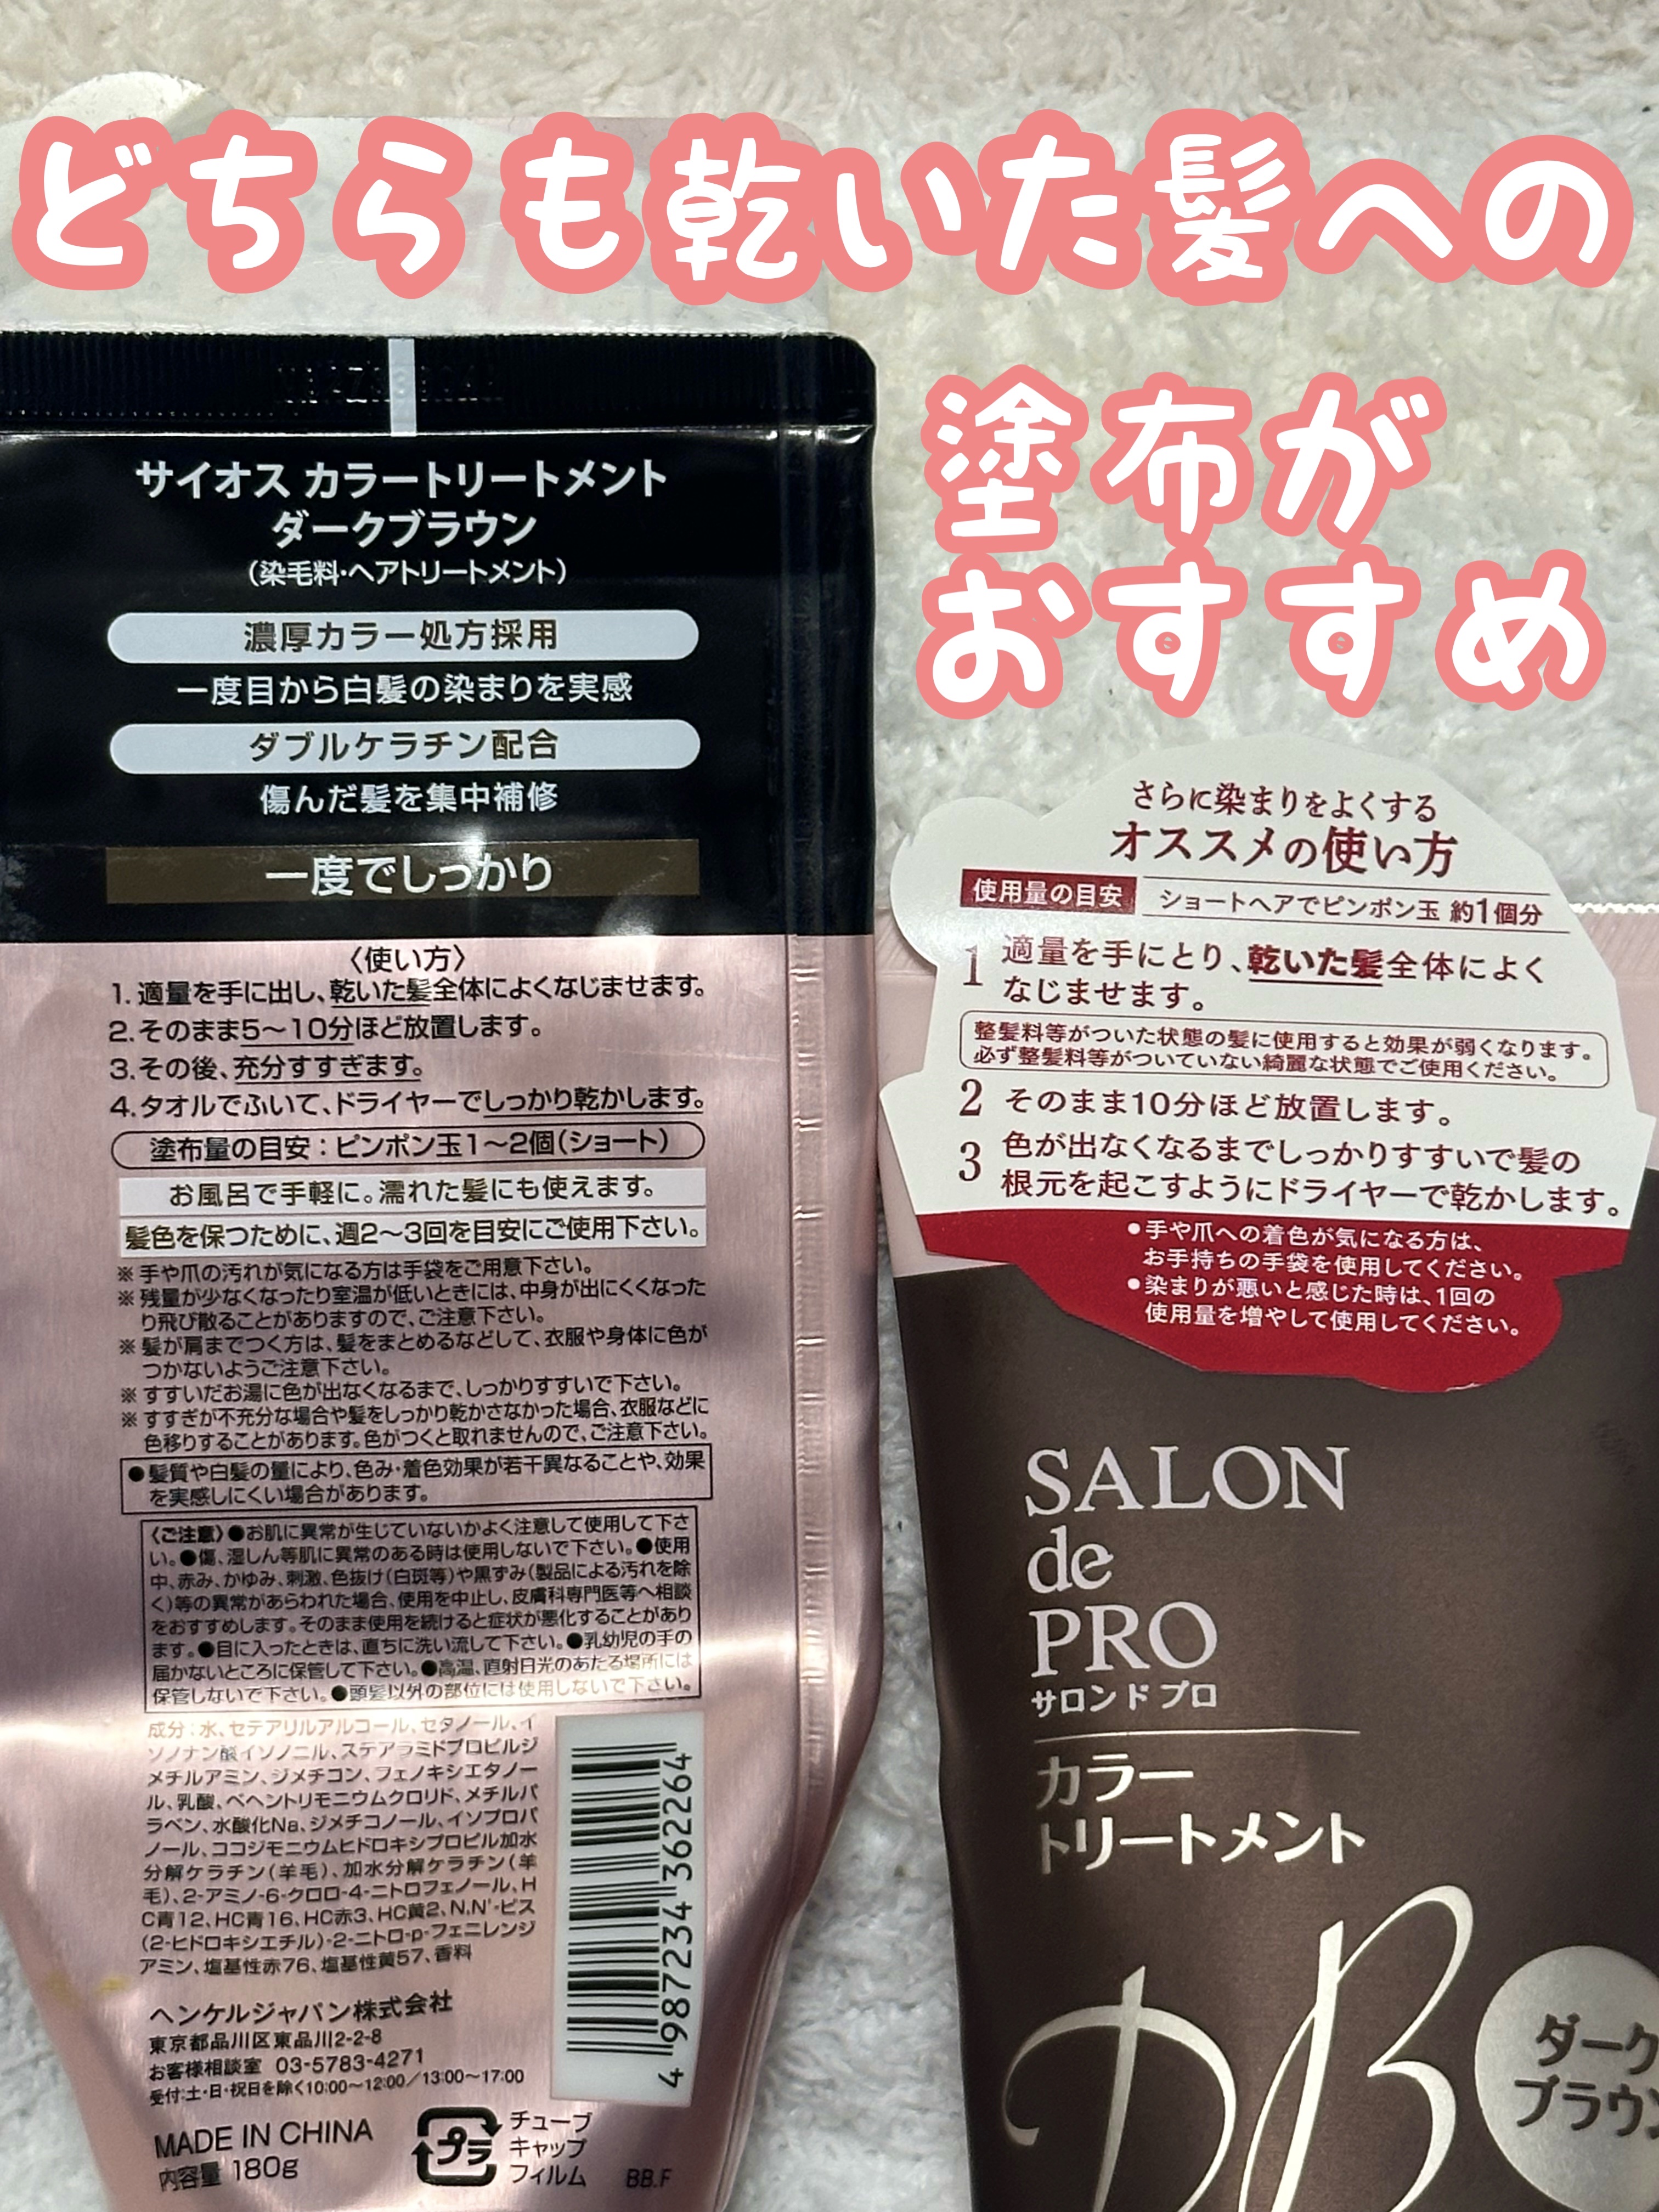 どちらも乾いた髪への
塗布が
おすすめ
サイオス カラートリートメント
ダークブラウン
(染毛料・ヘアトリートメント)
濃厚カラー処方採用
一度目から白髪の染まりを実感
ダブルケラチン配合
傷んだ髪を集中補修
一度でしっかり
〈使い方〉
1. 適量を手に出し、乾いた髪全体によくなじませます。
2. そのまま5〜10分ほど放置します。
3. その後、充分すすぎます。
4. タオルでふいて、ドライヤーでしっかり乾かします。
塗布量の目安：ピンポン玉1〜2個(ショート)
お風呂で手軽に。濡れた髪にも使えます。
髪色を保つために、週2〜3回を目安にご使用下さい。
※ 手や爪の汚れが気になる方は手袋をご用意下さい。
※ 残量が少なくなったり室温が低いときには、中身が出にくくなった
り飛び散ることがありますので、ご注意下さい。
※ 髪が肩までつく方は、髪をまとめるなどして、衣服や身体に色が
つかないようご注意下さい。
※ すすいだお湯に色が出なくなるまで、しっかりすすいで下さい。
※ すすぎが不充分な場合や髪をしっかり乾かさなかった場合、衣服などに
色移りすることがあります。色がつくと取れませんので、ご注意下さい。
● 髪質や白髪の量により、色み・着色効果が若干異なることや、効果
を実感しにくい場合があります。
〈ご注意〉●お肌に異常が生じていないかよく注意して使用して下さ
い。●傷、湿しん等肌に異常のある時は使用しないで下さい。●使用
中、赤み、かゆみ、刺激、色抜け(白斑等)や黒ずみ(製品による汚れを除
く)等の異常があらわれた場合、使用を中止し、皮膚科専門医等へ相談
をおすすめします。そのまま使用を続けると症状が悪化することがあり
ます。●目に入ったときは、直ちに洗い流して下さい。●乳幼児の手の
届かないところに保管して下さい。●高温、直射日光のあたる場所には
保管しないで下さい。●頭髪以外の部位には使用しないで下さい。
成分：水、セテアリルアルコール、セタノール、イ
ソノナン酸イソノニル、ステアラミドプロピルジ
メチルアミン、ジメチコン、フェノキシエタノー
ル、乳酸、ベヘントリモニウムクロリド、メチルパ
ラベン、水酸化Na、ジメチコノール、イソプロパ
ノール、ココジモニウムヒドロキシプロピル加水
分解ケラチン(羊毛)、加水分解ケラチン(羊
毛)、2-アミノ-6-クロロ-4-ニトロフェノール、H
C青12、HC青16、HC赤3、HC黄2、N,N'-ビス
(2-ヒドロキシエチル)-2-ニトロ-p-フェニレンジ
アミン、塩基性赤76、塩基性黄57、香料
ヘンケルジャパン株式会社
東京都品川区東品川2-2-8
お客様相談室 03-5783-4271
受付:土・日・祝日を除く10:00〜12:00／13:00〜17:00
MADE IN CHINA
内容量 180g
プラ
チューブ
キャップ
フィルム
BB.F
4 987234 362264
さらに染まりをよくする
オススメの使い方
使用量の目安 ショートヘアでピンポン玉 約1個分
1 適量を手にとり、乾いた髪全体によく
なじませます。
整髪料等がついた状態の髪に使用すると効果が弱くなります。
必ず整髪料等がついていない綺麗な状態でご使用ください。
2 そのまま10分ほど放置します。
3 色が出なくなるまでしっかりすすいで髪の
根元を起こすようにドライヤーで乾かします。
●手や爪への着色が気になる方は、
お手持ちの手袋を使用してください。
●染まりが悪いと感じた時は、1回の
使用量を増やして使用してください。
SALON
de
PRO
サロン ド プロ
カラー
トリートメント
DB
ダーク
ブラウン